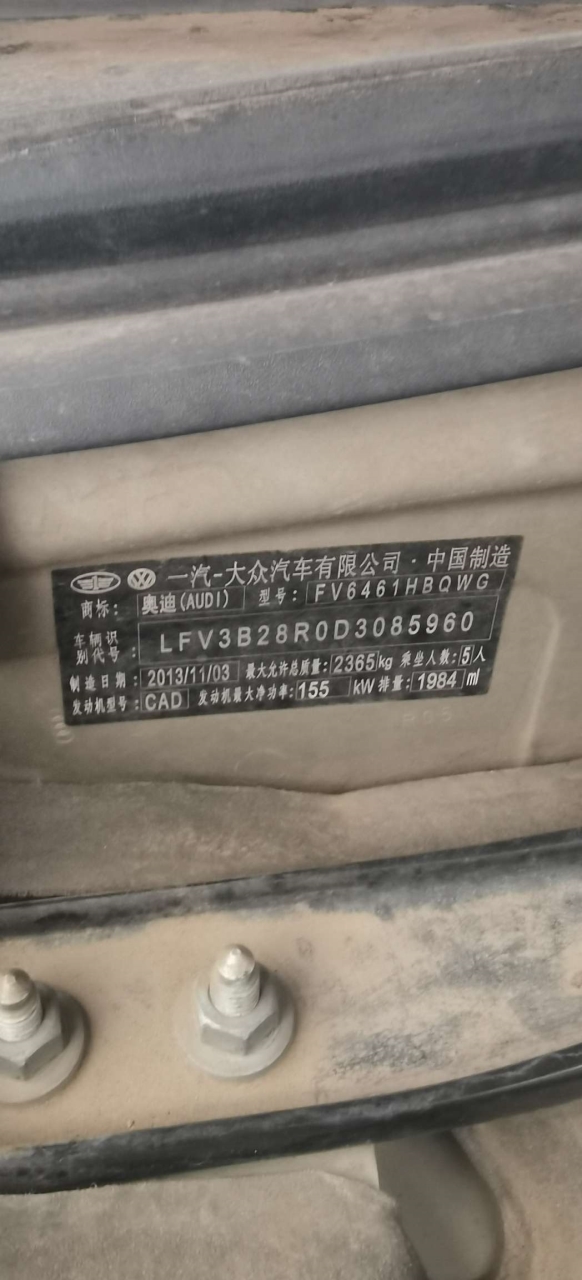 一汽-大众汽车有限公司·中国制造
商标: 奥迪(AUDI) 型号: FV6461HBQWG
车辆识别代号: LFV3B28R0D3085960
制造日期: 2013/11/03 最大允许总质量: 2365kg 乘坐人数: 5人
发动机型号: CAD 发动机最大净功率: 155 kW 排量: 1984 ml